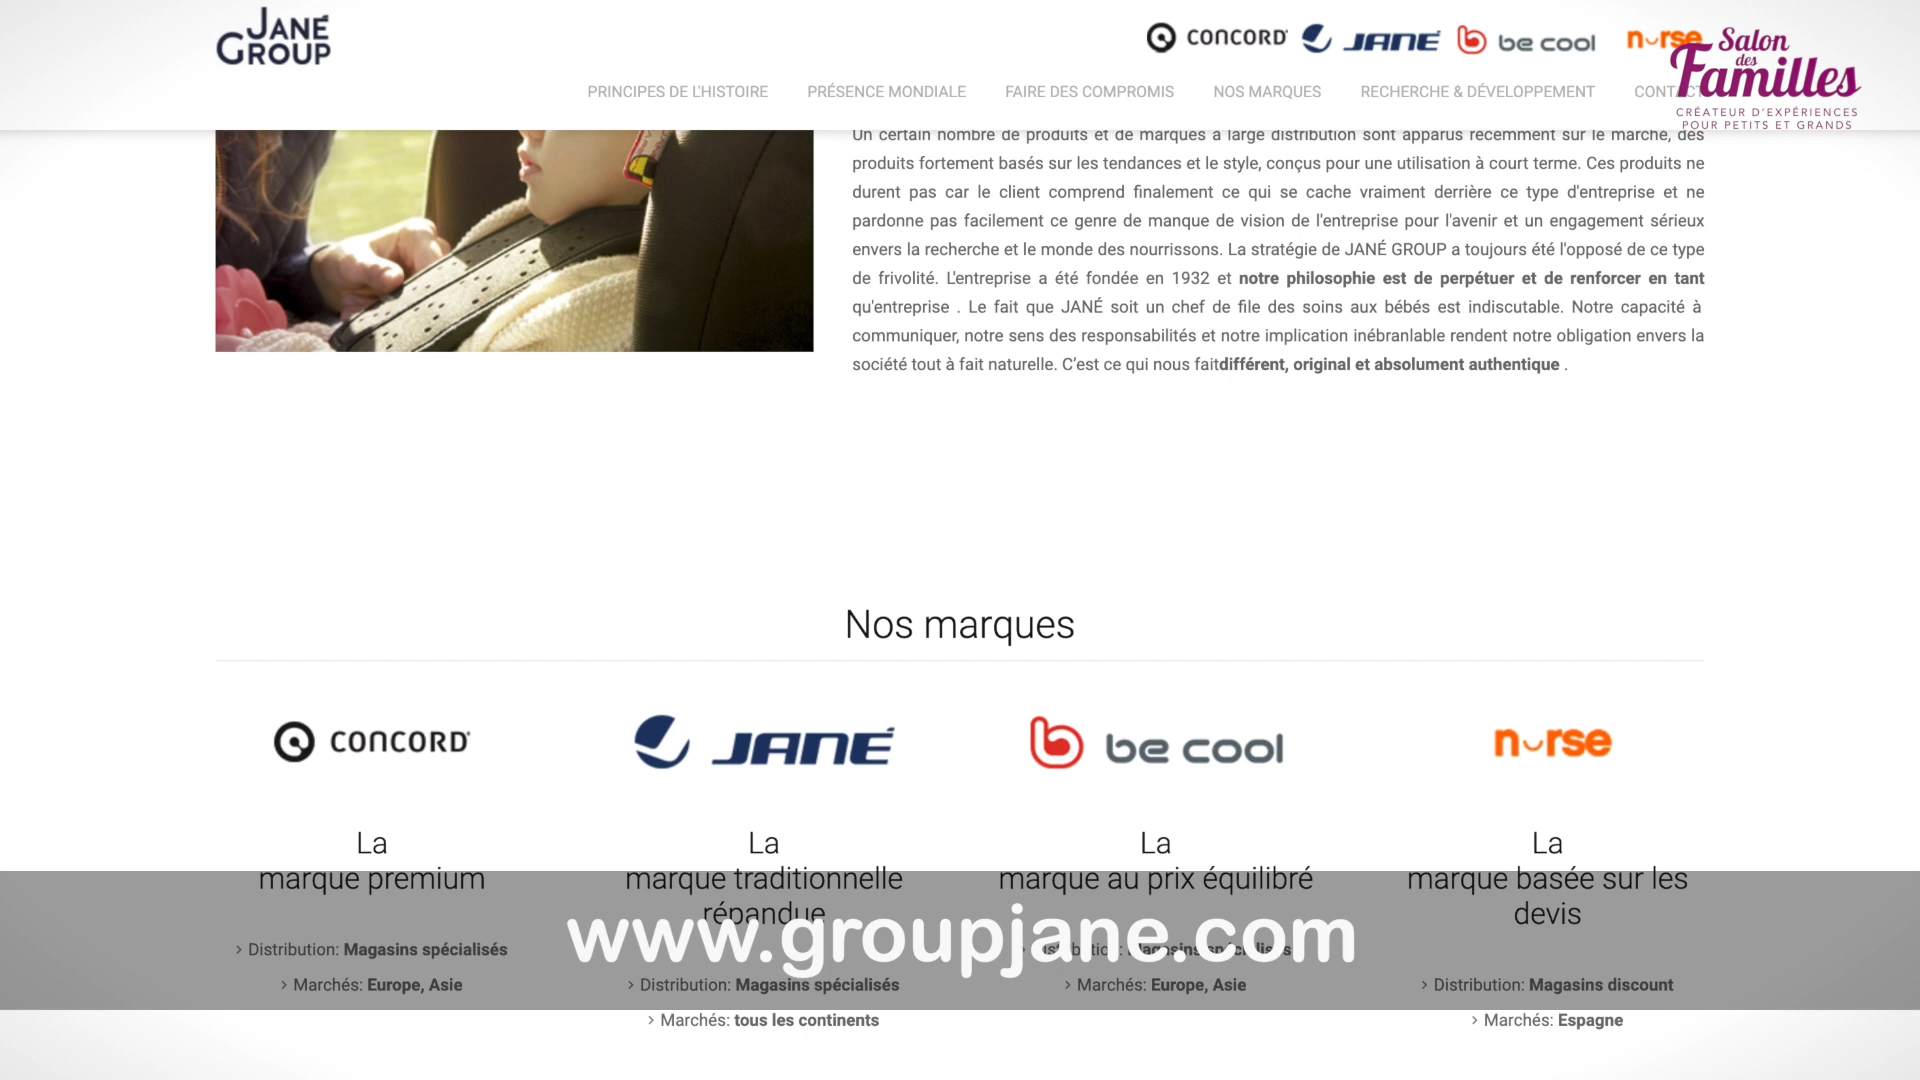 JANÉ
GROUP
CONCORD
JANÉ
be cool
nurse
Salon
des
Familles
CRÉATEUR D'EXPÉRIENCES
POUR PETITS ET GRANDS
PRINCIPES DE L'HISTOIRE
PRÉSENCE MONDIALE
FAIRE DES COMPROMIS
NOS MARQUES
RECHERCHE & DÉVELOPPEMENT
CONTACT
Un certain nombre de produits et de marques à large distribution sont apparus récemment sur le marché, des
produits fortement basés sur les tendances et le style, conçus pour une utilisation à court terme. Ces produits ne
durent pas car le client comprend finalement ce qui se cache vraiment derrière ce type d'entreprise et ne
pardonne pas facilement ce genre de manque de vision de l'entreprise pour l'avenir et un engagement sérieux
envers la recherche et le monde des nourrissons. La stratégie de JANÉ GROUP a toujours été l'opposé de ce type
de frivolité. L'entreprise a été fondée en 1932 et notre philosophie est de perpétuer et de renforcer en tant
qu'entreprise . Le fait que JANÉ soit un chef de file des soins aux bébés est indiscutable. Notre capacité à
communiquer, notre sens des responsabilités et notre implication inébranlable rendent notre obligation envers la
société tout à fait naturelle. C’est ce qui nous faitdifférent, original et absolument authentique .
Nos marques
CONCORD
JANÉ
be cool
nurse
La
marque premium
> Distribution: Magasins spécialisés
> Marchés: Europe, Asie
La
marque traditionnelle
répandue
> Distribution: Magasins spécialisés
> Marchés: tous les continents
La
marque au prix équilibré
> Distribution: Magasins spécialisés
> Marchés: Europe, Asie
La
marque basée sur les
devis
> Distribution: Magasins discount
> Marchés: Espagne
www.groupjane.com